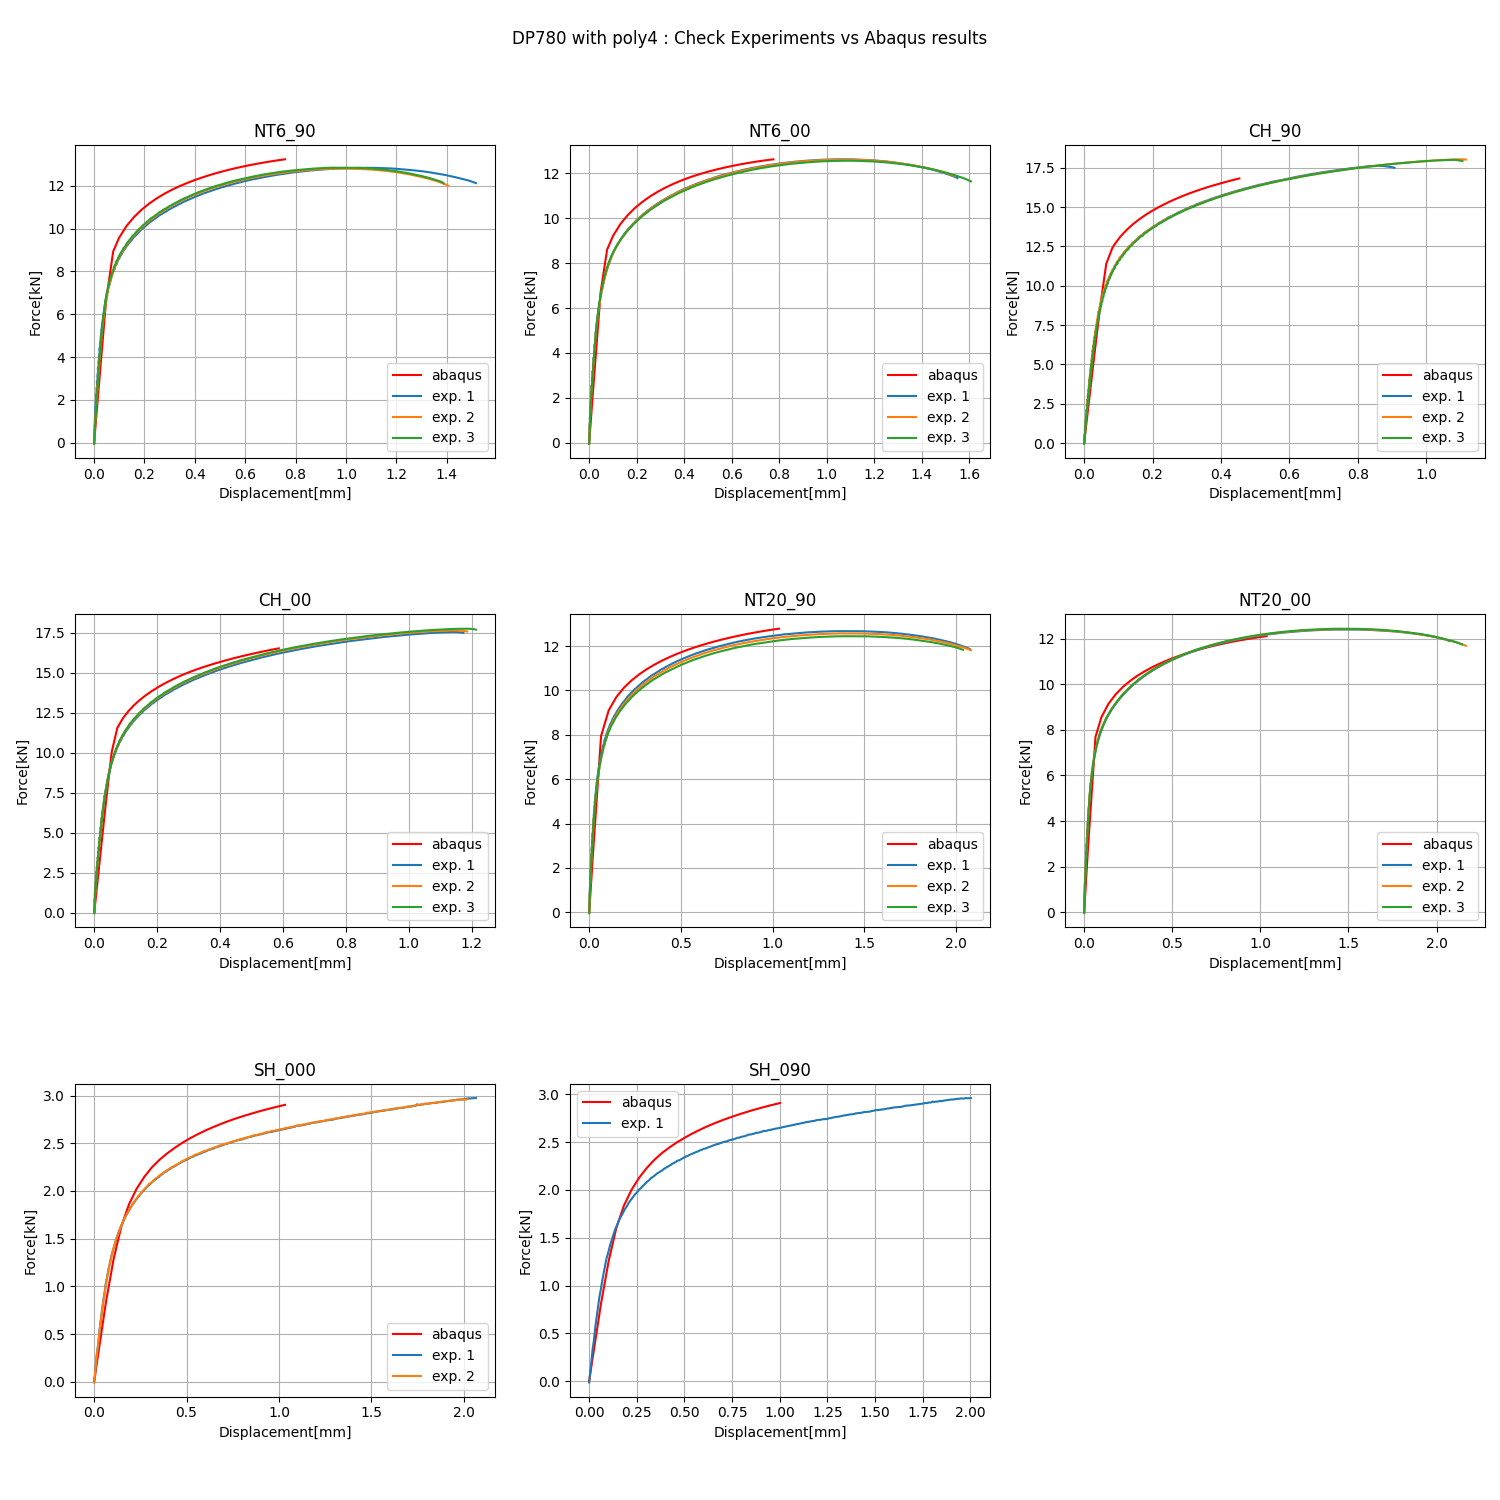 DP780 with poly4 : Check Experiments vs Abaqus results
NT6_90
Force[kN]
12
10
8
6
4
2
0
abaqus
exp. 1
exp. 2
exp. 3
0.0 0.2 0.4 0.6 0.8 1.0 1.2 1.4
Displacement[mm]
NT6_00
Force[kN]
12
10
8
6
4
2
0
abaqus
exp. 1
exp. 2
exp. 3
0.0 0.2 0.4 0.6 0.8 1.0 1.2 1.4 1.6
Displacement[mm]
CH_90
Force[kN]
17.5
15.0
12.5
10.0
7.5
5.0
2.5
0.0
abaqus
exp. 1
exp. 2
exp. 3
0.0 0.2 0.4 0.6 0.8 1.0
Displacement[mm]
CH_00
Force[kN]
17.5
15.0
12.5
10.0
7.5
5.0
2.5
0.0
abaqus
exp. 1
exp. 2
exp. 3
0.0 0.2 0.4 0.6 0.8 1.0 1.2
Displacement[mm]
NT20_90
Force[kN]
12
10
8
6
4
2
0
abaqus
exp. 1
exp. 2
exp. 3
0.0 0.5 1.0 1.5 2.0
Displacement[mm]
NT20_00
Force[kN]
12
10
8
6
4
2
0
abaqus
exp. 1
exp. 2
exp. 3
0.0 0.5 1.0 1.5 2.0
Displacement[mm]
SH_000
Force[kN]
3.0
2.5
2.0
1.5
1.0
0.5
0.0
abaqus
exp. 1
exp. 2
0.0 0.5 1.0 1.5 2.0
Displacement[mm]
SH_090
Force[kN]
3.0
2.5
2.0
1.5
1.0
0.5
0.0
abaqus
exp. 1
0.00 0.25 0.50 0.75 1.00 1.25 1.50 1.75 2.00
Displacement[mm]